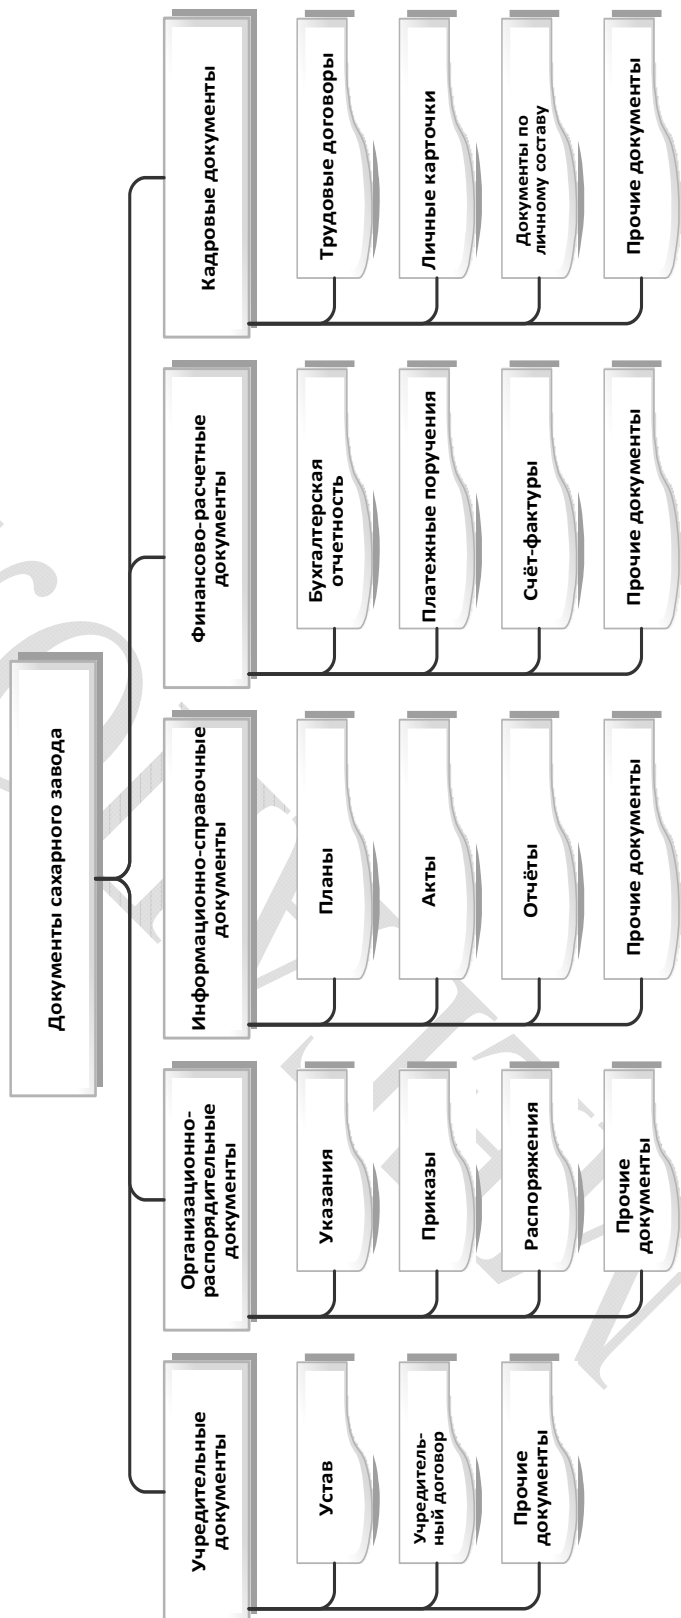 Документы сахарного завода
Учредительные
документы
Устав
Учредитель-
ный договор
Прочие
документы
Организационно-
распорядительные
документы
Указания
Приказы
Распоряжения
Прочие
документы
Информационно-справочные
документы
Планы
Акты
Отчёты
Прочие документы
Финансово-расчетные
документы
Бухгалтерская
отчетность
Платежные поручения
Счёт-фактуры
Прочие документы
Кадровые документы
Трудовые договоры
Личные карточки
Документы по
личному составу
Прочие документы